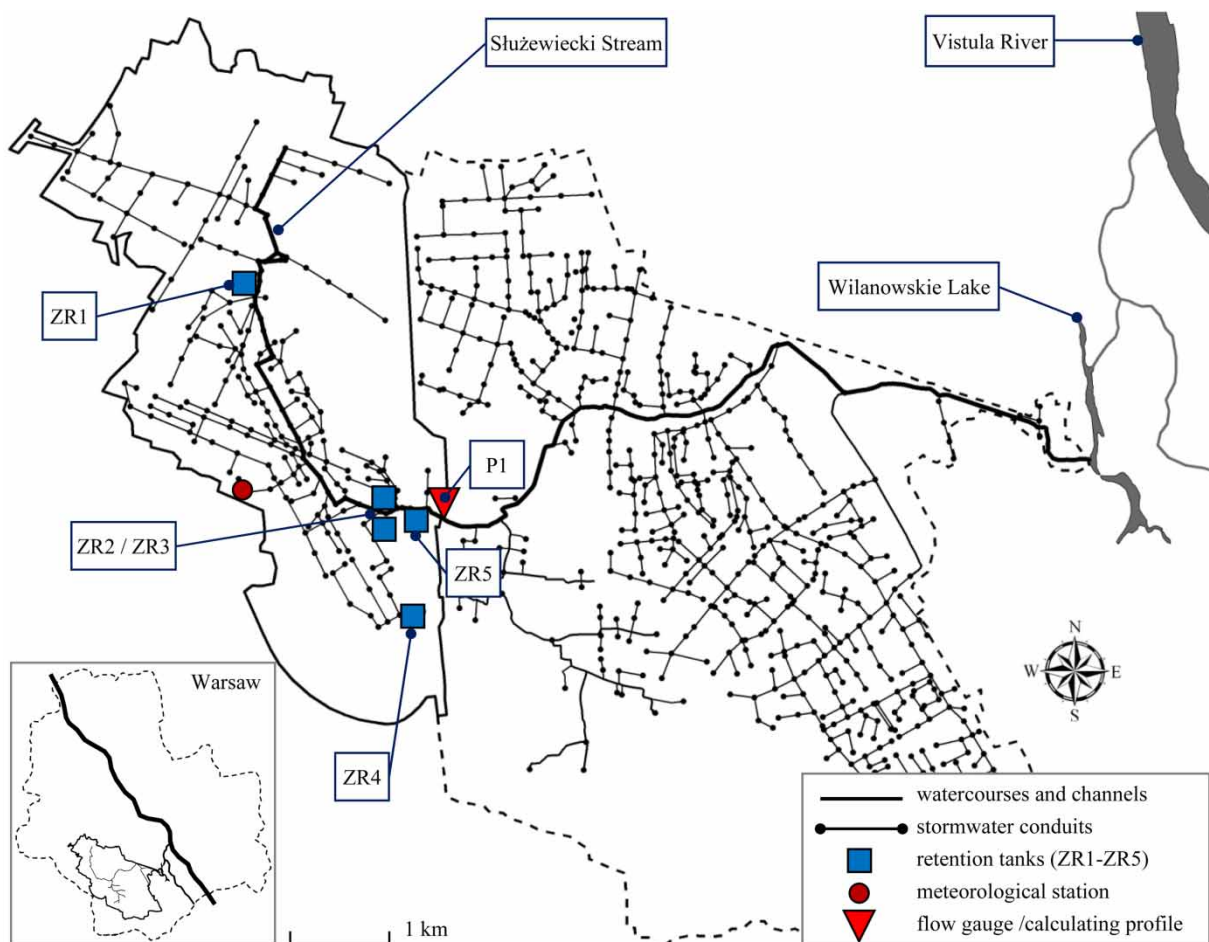 Służewiecki Stream
Vistula River
ZR1
Wilanowskie Lake
P1
ZR2 / ZR3
ZR5
ZR4
N
W
E
S
Warsaw
1 km
watercourses and channels
stormwater conduits
retention tanks (ZR1-ZR5)
meteorological station
flow gauge /calculating profile